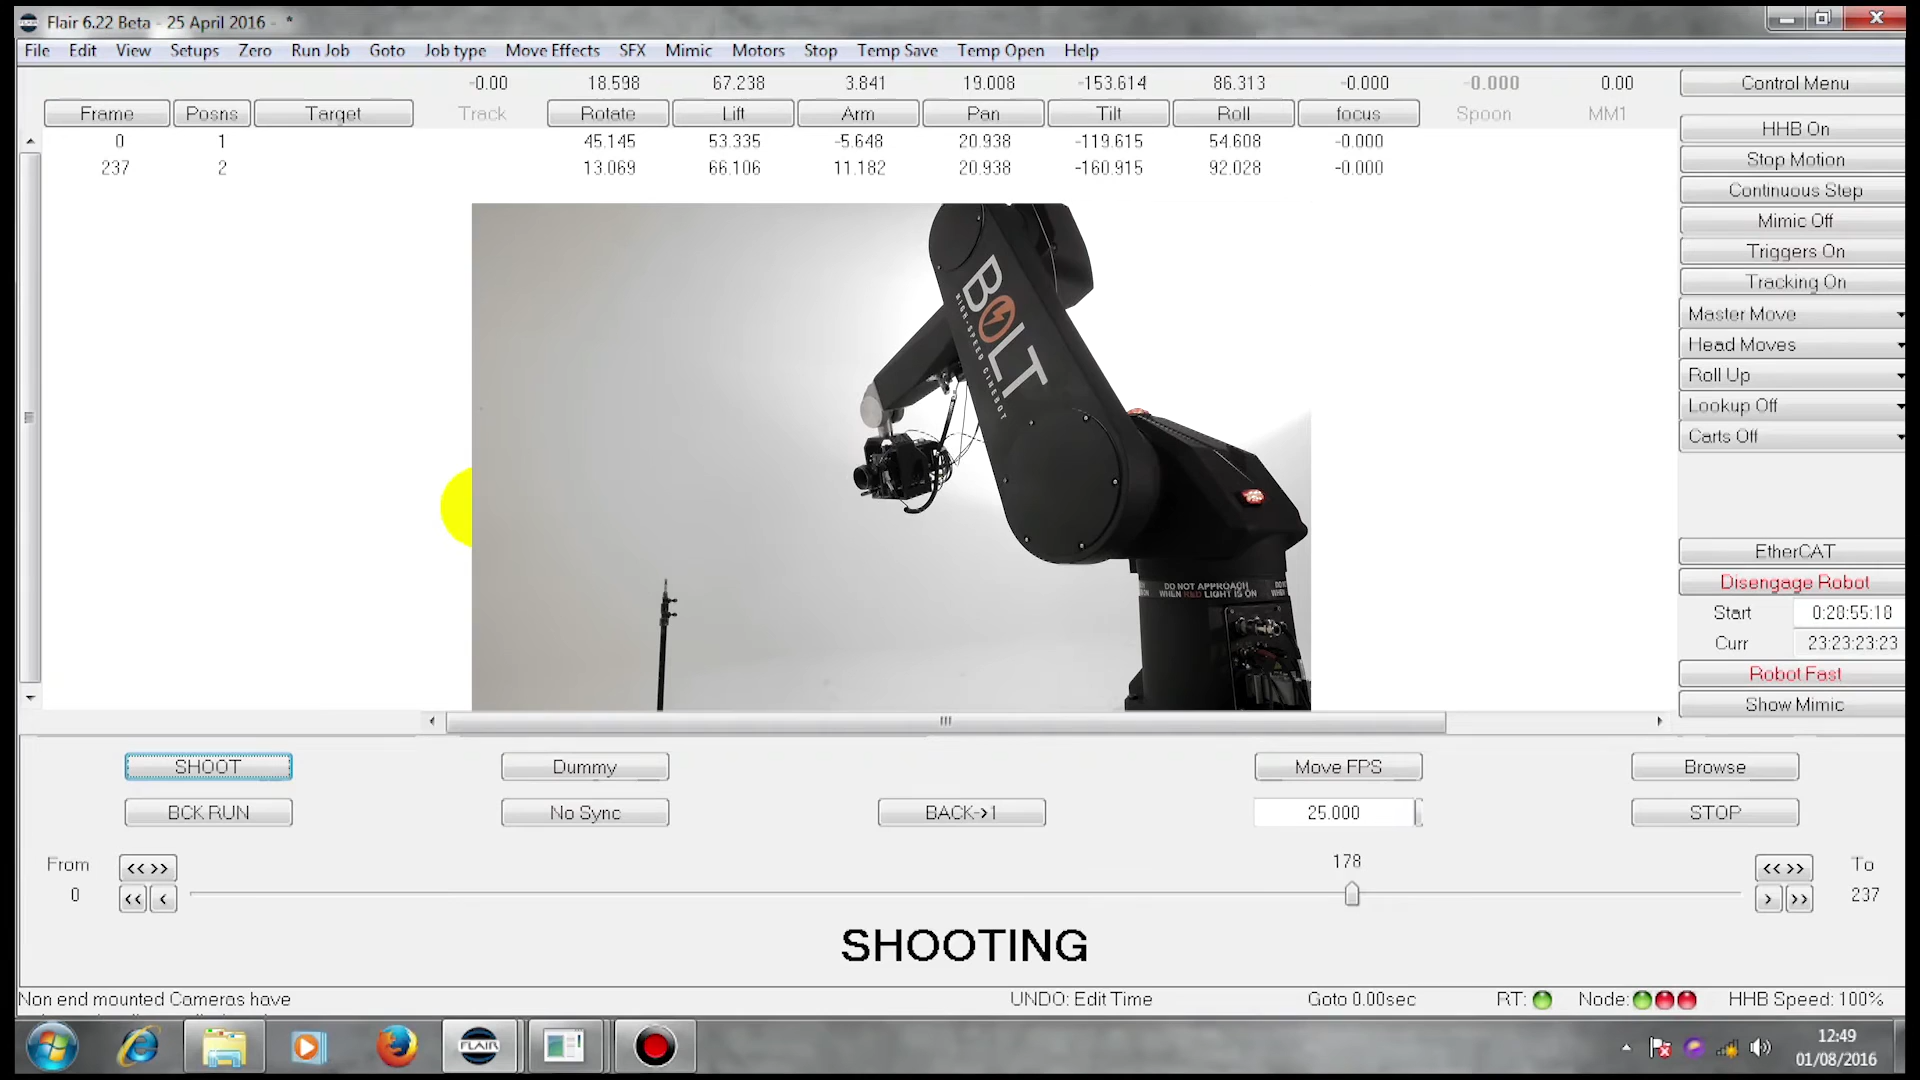 Flair 6.22 Beta - 25 April 2016 - *
File Edit View Setups Zero Run Job Goto Job type Move Effects SFX Mimic Motors Stop Temp Save Temp Open Help
-0.00 18.598 67.238 3.841 19.008 -153.614 86.313 -0.000 -0.000 0.00
Frame Posns Target Track Rotate Lift Arm Pan Tilt Roll focus Spoon MM1
0 1 45.145 53.335 -5.648 20.938 -119.615 54.608 -0.000
237 2 13.069 66.106 11.182 20.938 -160.915 92.028 -0.000
Control Menu
HHB On
Stop Motion
Continuous Step
Mimic Off
Triggers On
Tracking On
Master Move
Head Moves
Roll Up
Lookup Off
Carts Off
EtherCAT
Disengage Robot
Start 0:28:55:18
Curr 23:23:23:23
Robot Fast
Show Mimic
BOLT
HIGH-SPEED CINEBOT
DO NOT APPROACH
WHEN RED LIGHT IS ON
SHOOT Dummy Move FPS Browse
BCK RUN No Sync BACK->1 25.000 STOP
From << >> 178 << >> To
0 << < > >> 237
SHOOTING
Non end mounted Cameras have UNDO: Edit Time Goto 0.00sec RT: Node: HHB Speed: 100%
FLAIR
12:49
01/08/2016